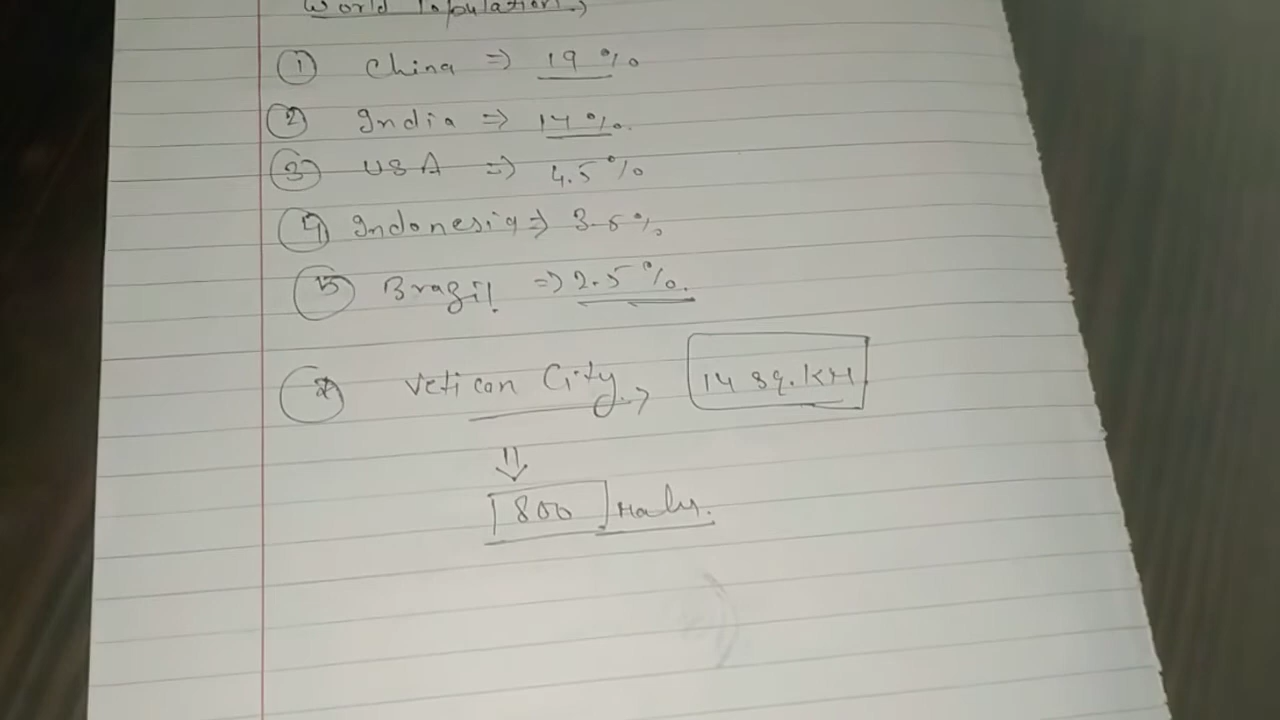 World Population
① China => 19 %
② India => 14 %.
③ USA => 4.5 %
④ Indonesia => 3.5 %
⑤ Brazil => 2.5 %.
Vetican City. → 14 sq. KM
⇓
800 Italy.